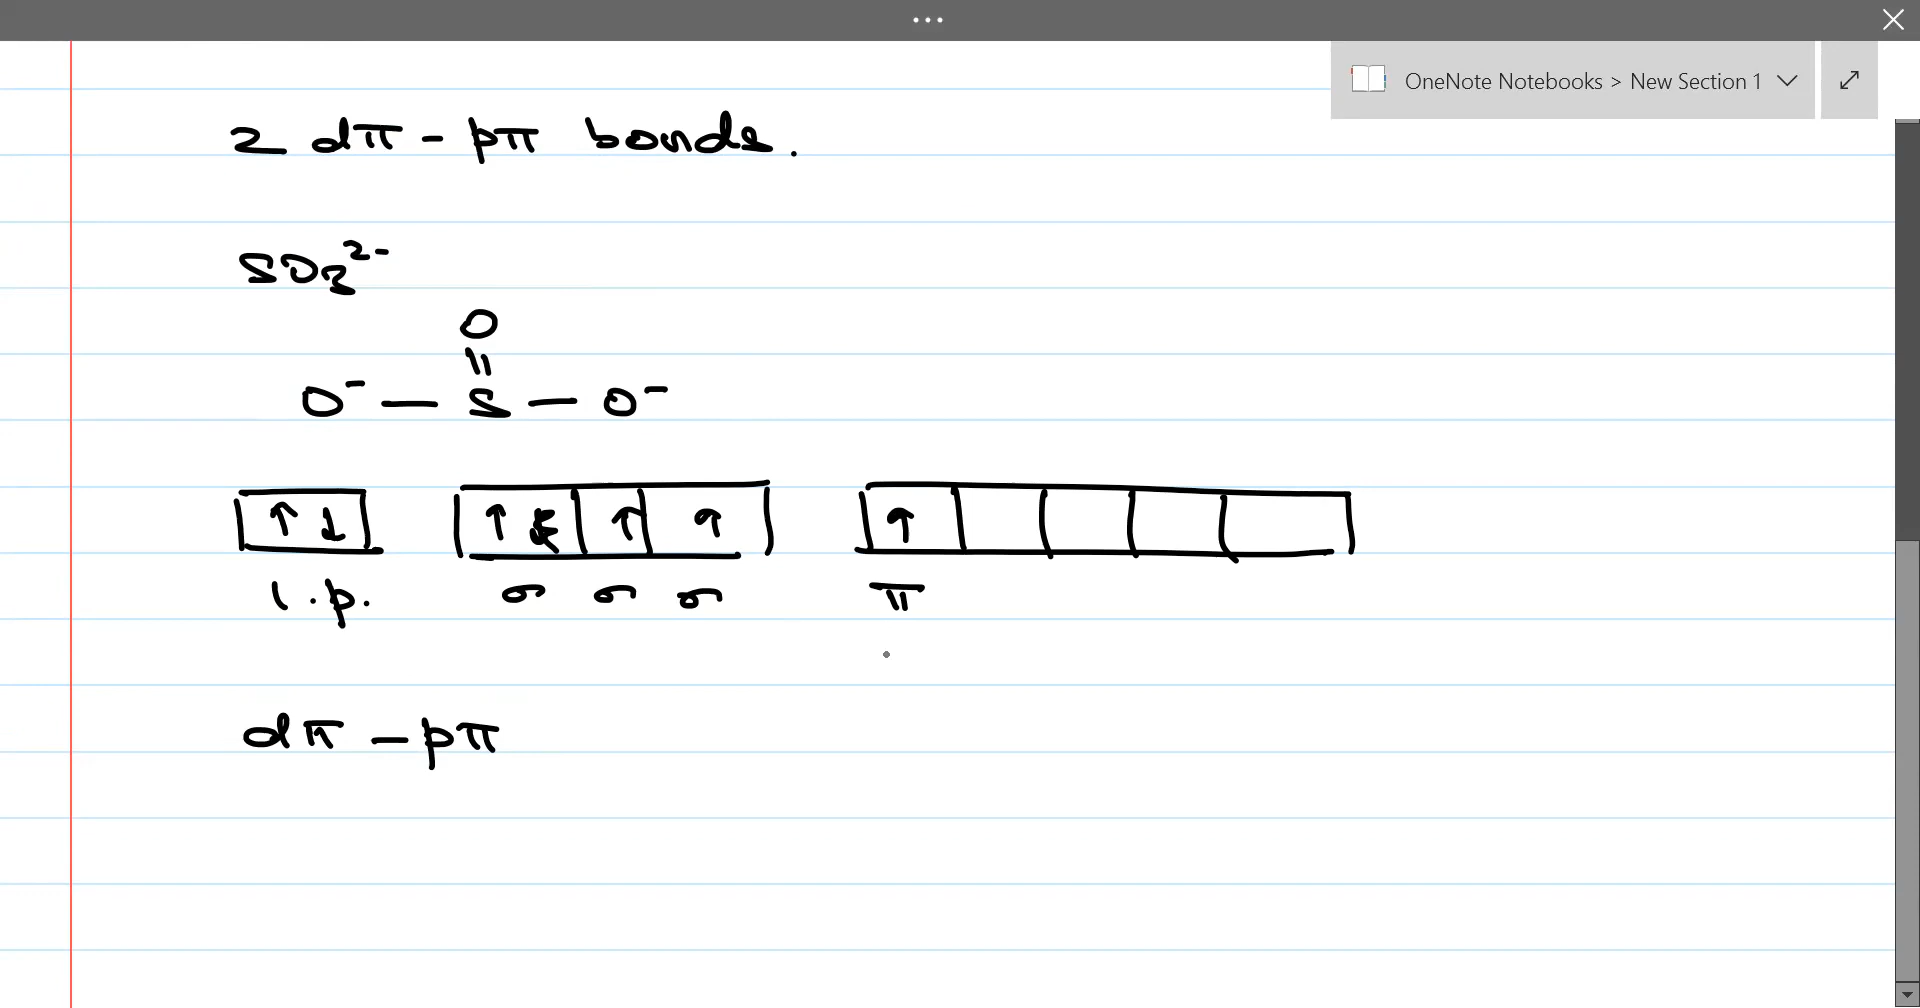 ...
OneNote Notebooks > New Section 1
2 dπ - pπ bonds.
SO₃²⁻
O
O⁻ — S — O⁻
↑ ↓ ↑ ↑ ↑ ↑
l.p. σ σ σ π
dπ - pπ